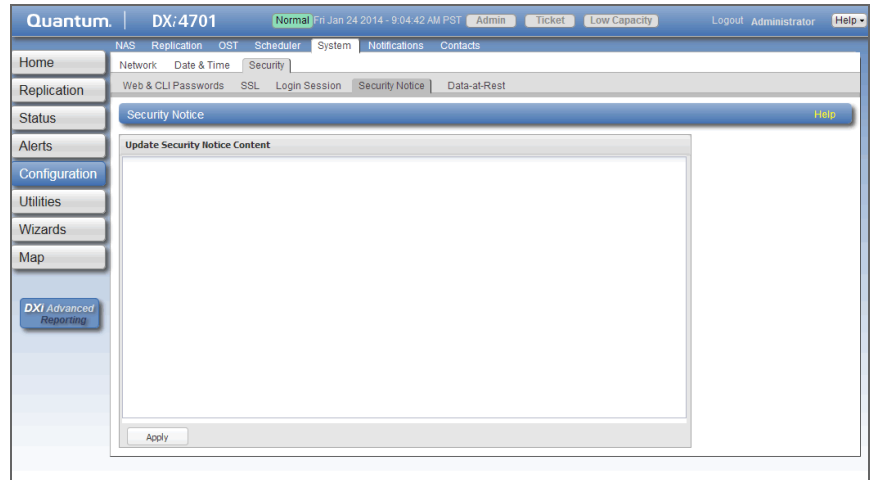 Quantum. DXi4701 Normal Fri Jan 24 2014 - 9:04:42 AM PST Admin Ticket Low Capacity Logout Administrator Help
NAS Replication OST Scheduler System Notifications Contacts
Home
Network Date & Time Security
Replication
Web & CLI Passwords SSL Login Session Security Notice Data-at-Rest
Status
Security Notice Help
Alerts
Update Security Notice Content
Configuration
Utilities
Wizards
Map
DXi Advanced
Reporting
Apply